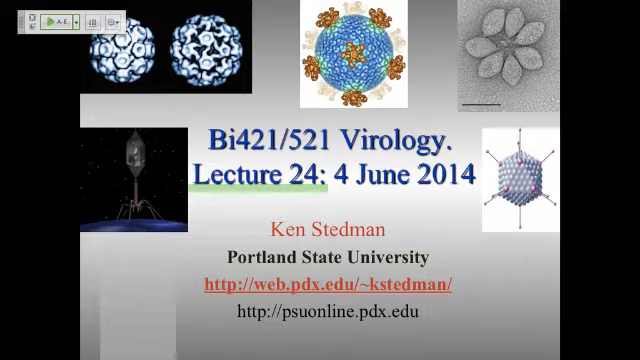 A-E..
Bi421/521 Virology.
Lecture 24: 4 June 2014
Ken Stedman
Portland State University
http://web.pdx.edu/~kstedman/
http://psuonline.pdx.edu